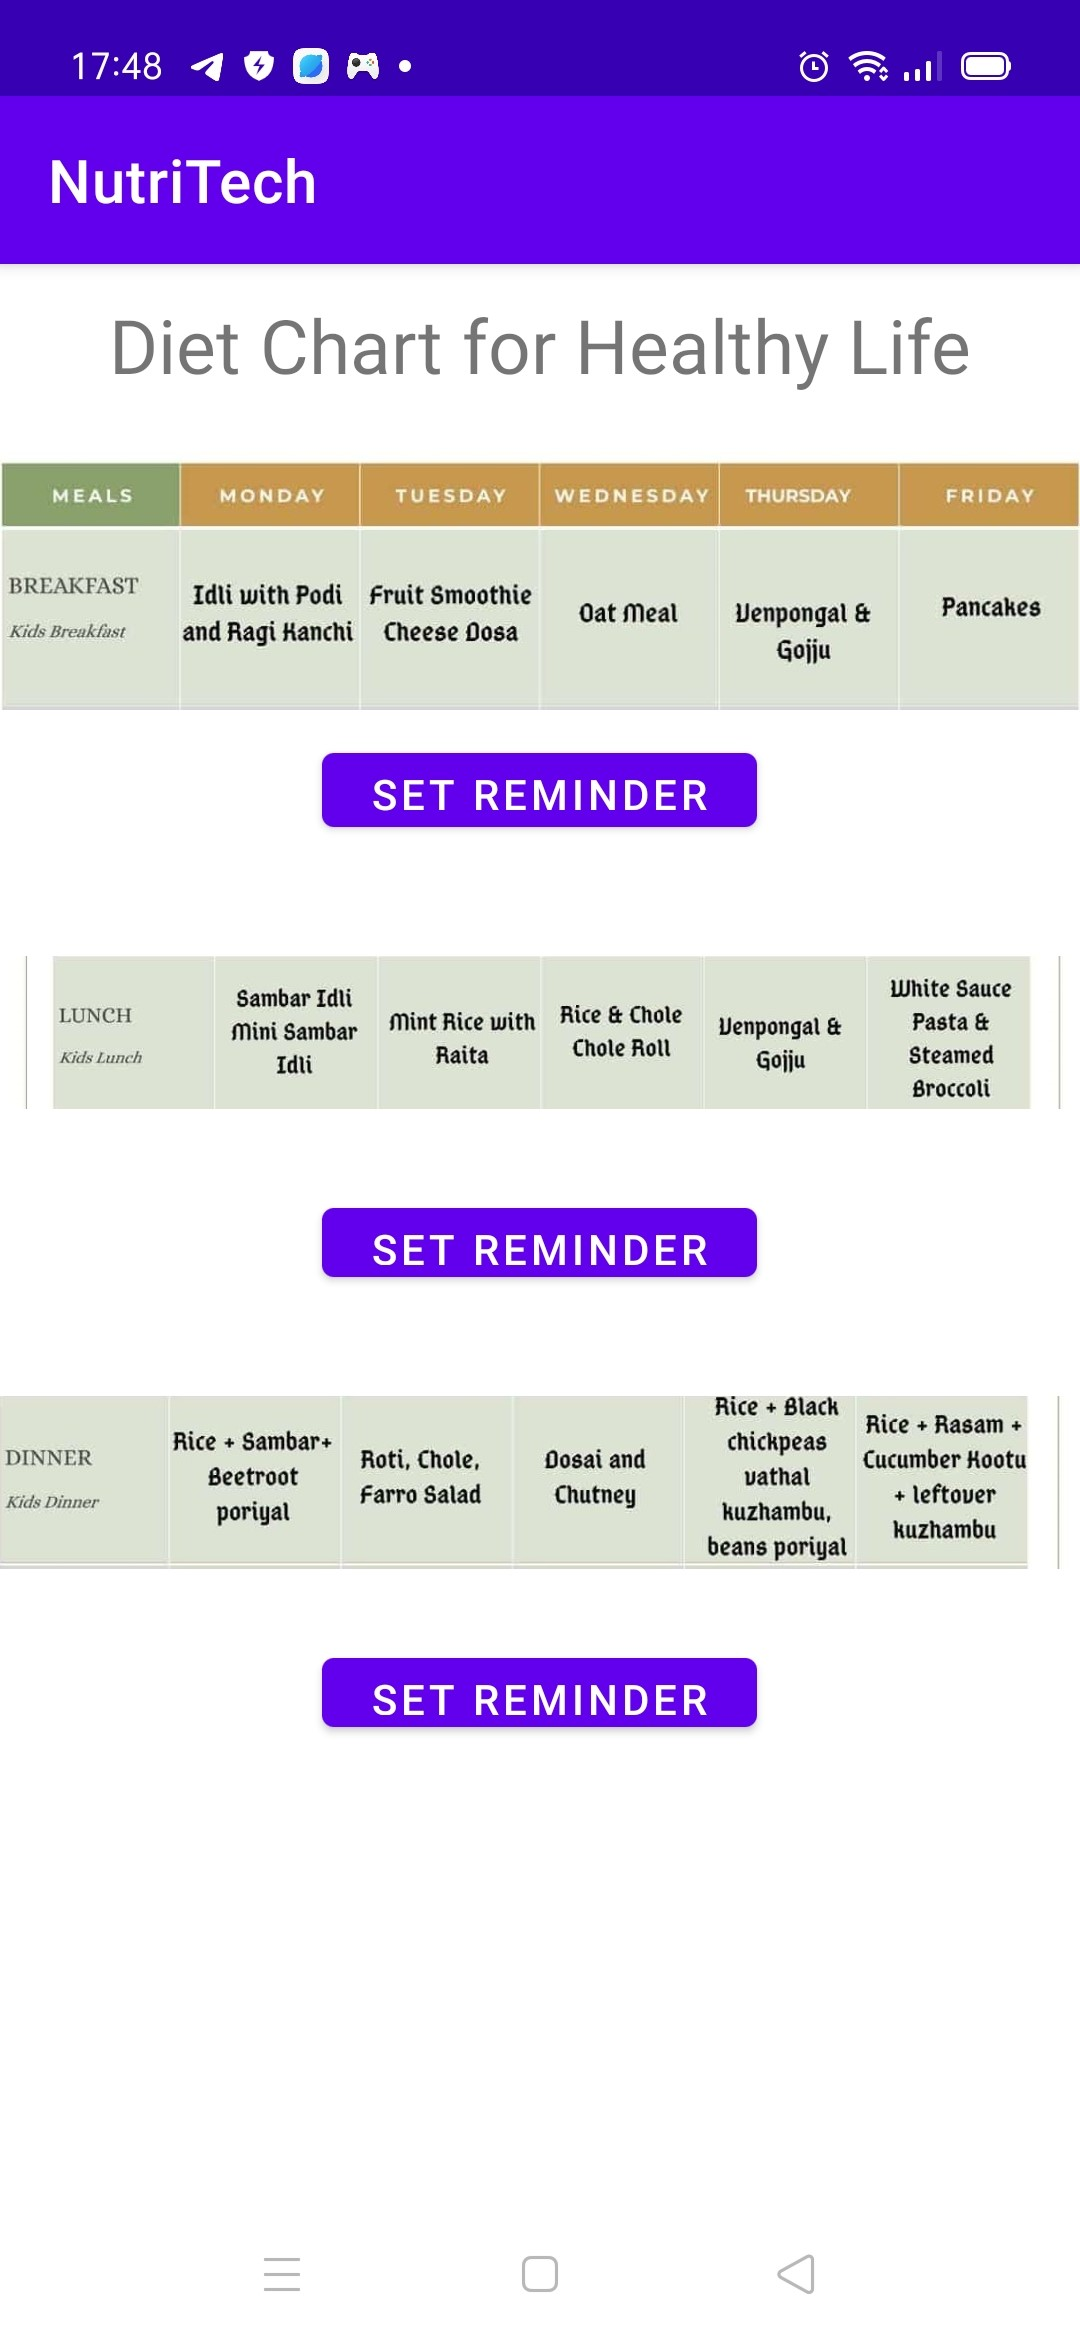 17:48
NutriTech
Diet Chart for Healthy Life
MEALS MONDAY TUESDAY WEDNESDAY THURSDAY FRIDAY
BREAKFAST
Kids Breakfast
Idli with Podi
and Ragi Kanchi
Fruit Smoothie
Cheese Dosa
Oat Meal
Venpongal &
Gojju
Pancakes
SET REMINDER
LUNCH
Kids Lunch
Sambar Idli
Mini Sambar
Idli
Mint Rice with
Raita
Rice & Chole
Chole Roll
Venpongal &
Gojju
White Sauce
Pasta &
Steamed
Broccoli
SET REMINDER
DINNER
Kids Dinner
Rice + Sambar+
Beetroot
poriyal
Roti, Chole,
Farro Salad
Dosai and
Chutney
Rice + Black
chickpeas
vathal
kuzhambu,
beans poriyal
Rice + Rasam +
Cucumber Kootu
+ leftover
kuzhambu
SET REMINDER